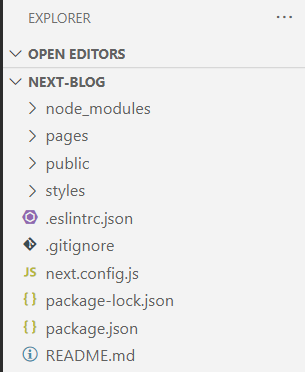 EXPLORER
OPEN EDITORS
NEXT-BLOG
node_modules
pages
public
styles
.eslintrc.json
.gitignore
JS next.config.js
{ } package-lock.json
{ } package.json
README.md